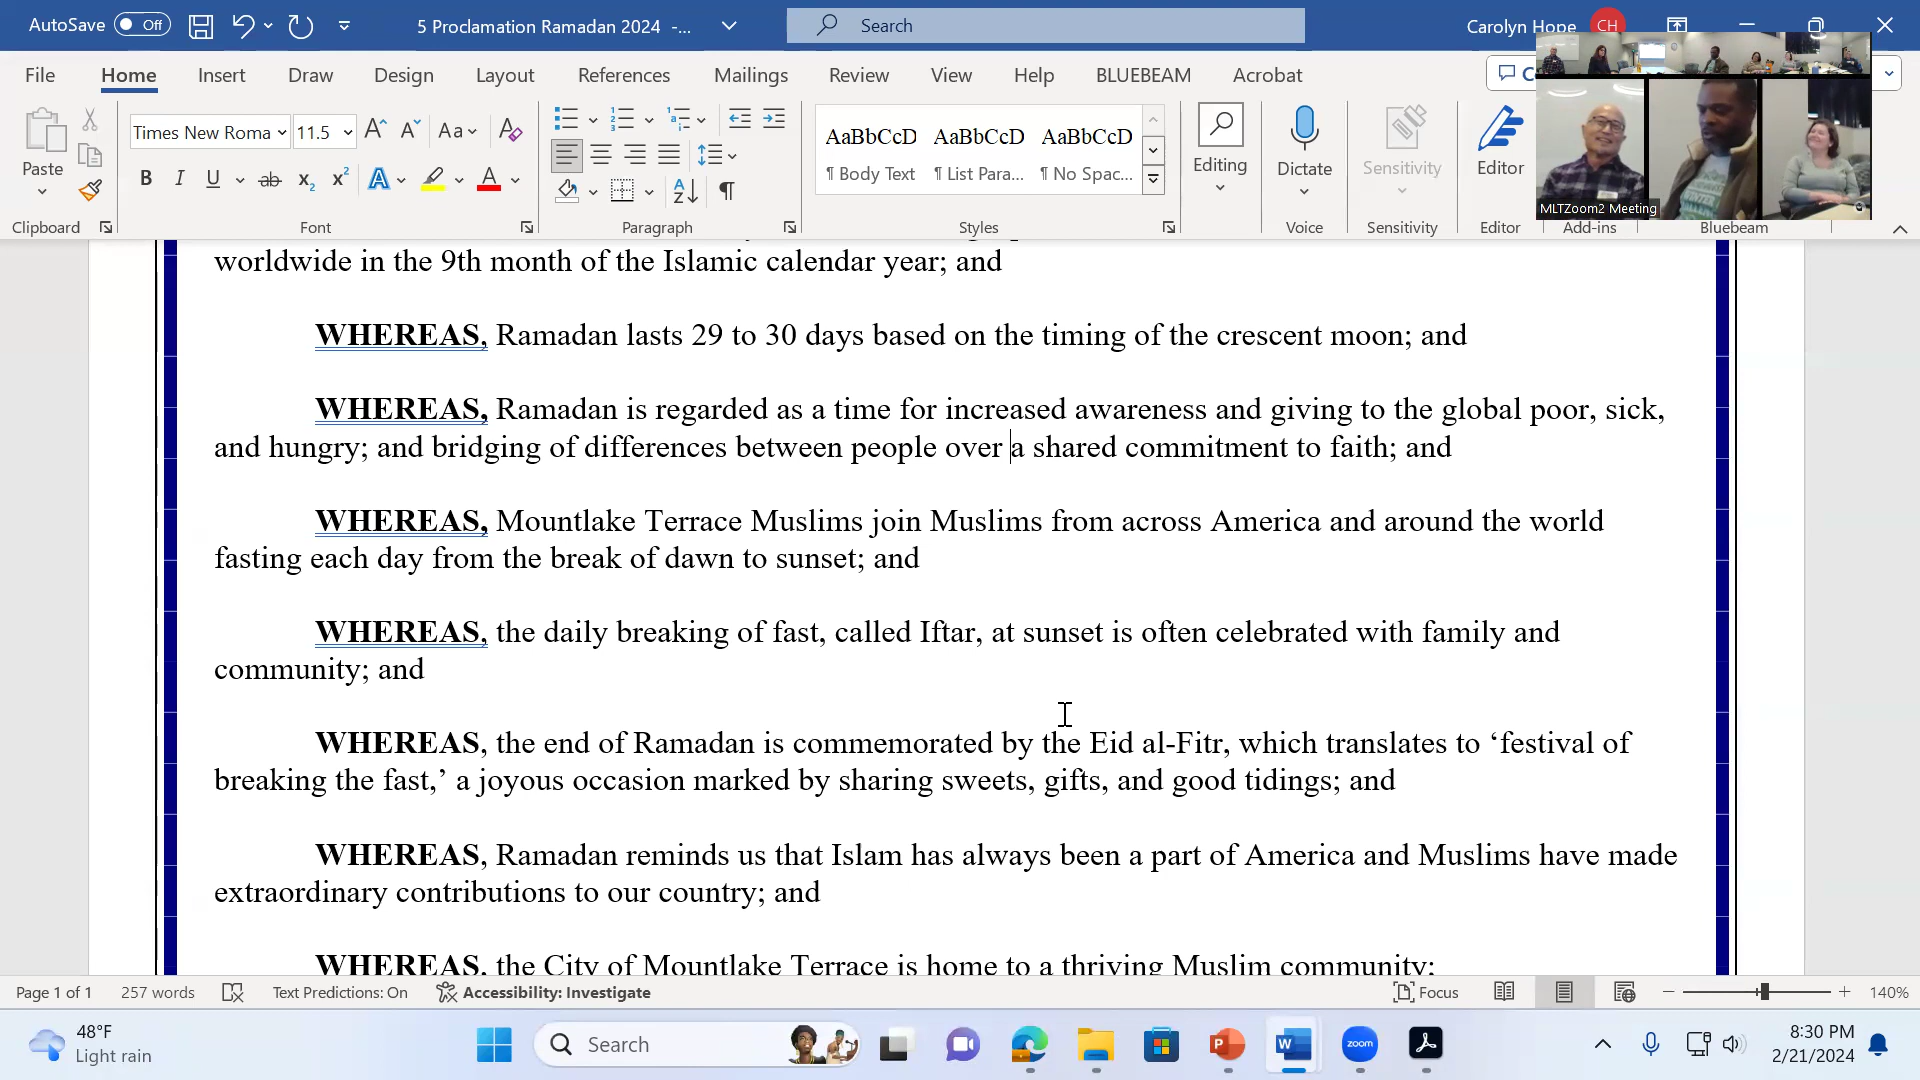 AutoSave Off 5 Proclamation Ramadan 2024 -... Search Carolyn Hope CH
File Home Insert Draw Design Layout References Mailings Review View Help BLUEBEAM Acrobat
Times New Roma 11.5 Aa
AaBbCcD AaBbCcD AaBbCcD
Paste B I U ab x2 x2 A A
¶ Body Text ¶ List Para... ¶ No Spac...
Editing Dictate Sensitivity Editor
MLTZoom2 Meeting
Clipboard Font Paragraph Styles Voice Sensitivity Editor Add-ins Bluebeam
worldwide in the 9th month of the Islamic calendar year; and
WHEREAS, Ramadan lasts 29 to 30 days based on the timing of the crescent moon; and
WHEREAS, Ramadan is regarded as a time for increased awareness and giving to the global poor, sick,
and hungry; and bridging of differences between people over a shared commitment to faith; and
WHEREAS, Mountlake Terrace Muslims join Muslims from across America and around the world
fasting each day from the break of dawn to sunset; and
WHEREAS, the daily breaking of fast, called Iftar, at sunset is often celebrated with family and
community; and
WHEREAS, the end of Ramadan is commemorated by the Eid al-Fitr, which translates to ‘festival of
breaking the fast,’ a joyous occasion marked by sharing sweets, gifts, and good tidings; and
WHEREAS, Ramadan reminds us that Islam has always been a part of America and Muslims have made
extraordinary contributions to our country; and
WHEREAS, the City of Mountlake Terrace is home to a thriving Muslim community;
Page 1 of 1 257 words Text Predictions: On Accessibility: Investigate Focus 140%
48°F
Light rain
Search
zoom
8:30 PM
2/21/2024